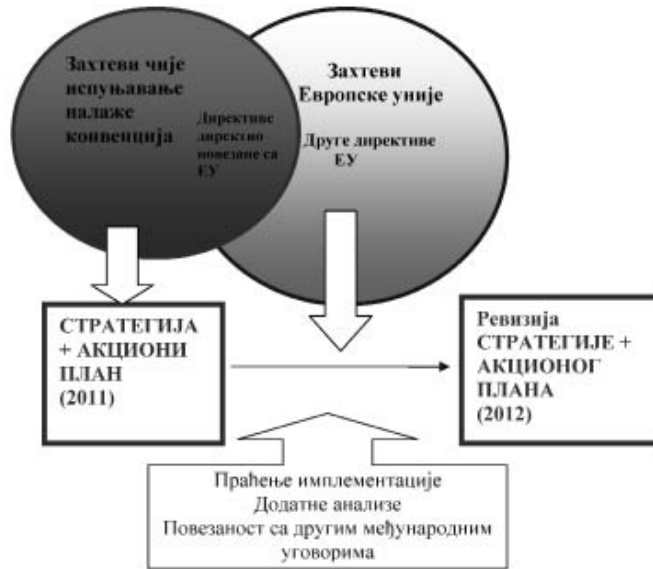 Захтеви чије
испуњавање
налаже
конвенција
Директиве
директно
повезане са
ЕУ
Захтеви
Европске уније
Друге директиве
ЕУ
СТРАТЕГИЈА
+ АКЦИОНИ
ПЛАН
(2011)
Ревизија
СТРАТЕГИЈЕ +
АКЦИОНОГ
ПЛАНА
(2012)
Праћење имплементације
Додатне анализе
Повезаност са другим међународним
уговорима